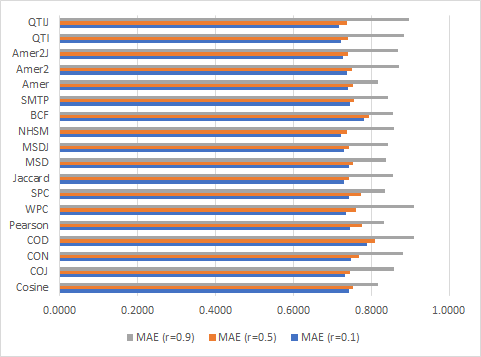 QTIJ
QTI
Amer2J
Amer2
Amer
SMTP
BCF
NHSM
MSDJ
MSD
Jaccard
SPC
WPC
Pearson
COD
CON
COJ
Cosine
0.0000 0.2000 0.4000 0.6000 0.8000 1.0000
MAE (r=0.9) MAE (r=0.5) MAE (r=0.1)